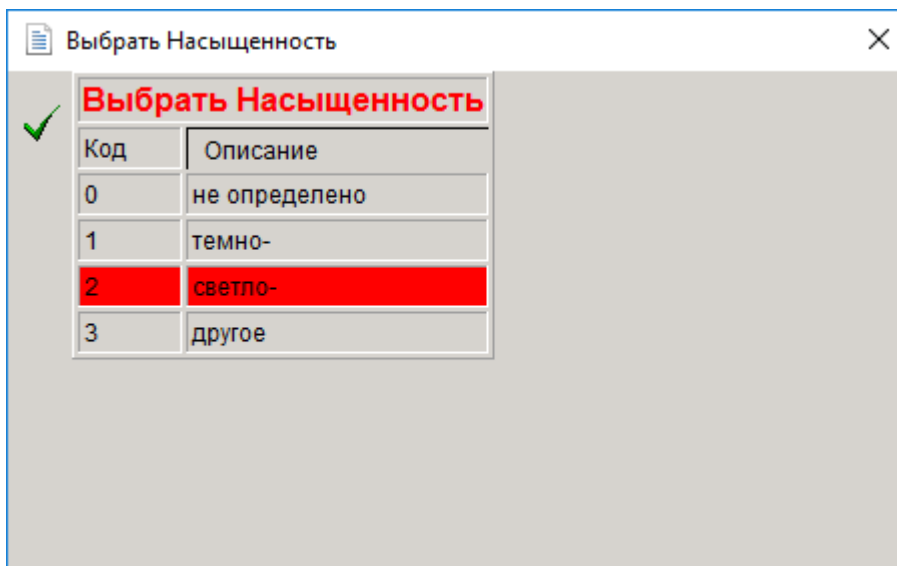 Выбрать Насыщенность
Выбрать Насыщенность
Код Описание
0 не определено
1 темно-
2 светло-
3 другое